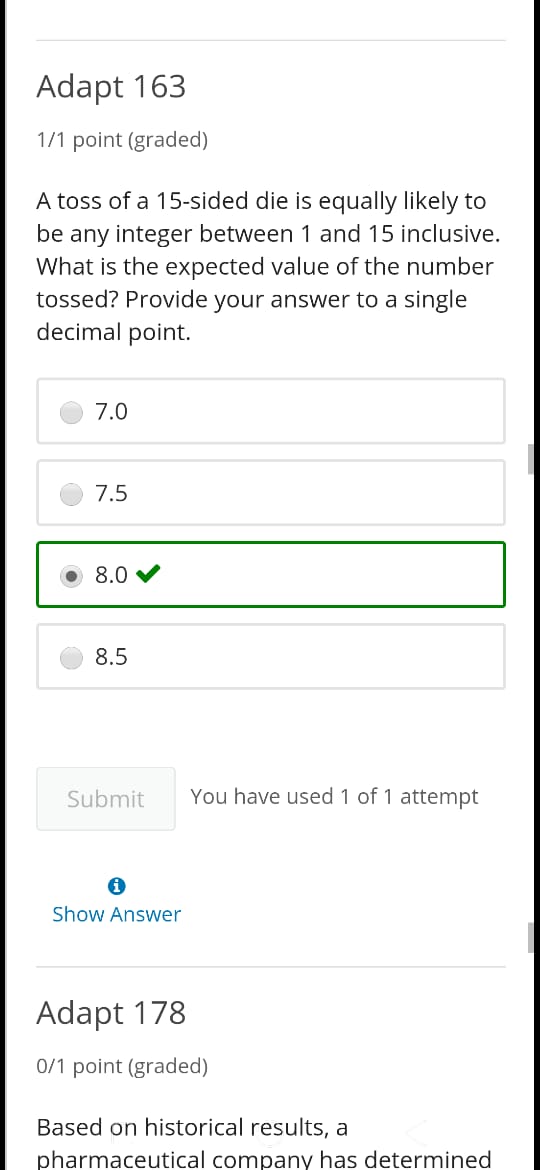 Adapt 163
1/1 point (graded)
A toss of a 15-sided die is equally likely to
be any integer between 1 and 15 inclusive.
What is the expected value of the number
tossed? Provide your answer to a single
decimal point.
7.0
7.5
8.0
8.5
Submit
You have used 1 of 1 attempt
Show Answer
Adapt 178
0/1 point (graded)
Based on historical results, a
pharmaceutical company has determined